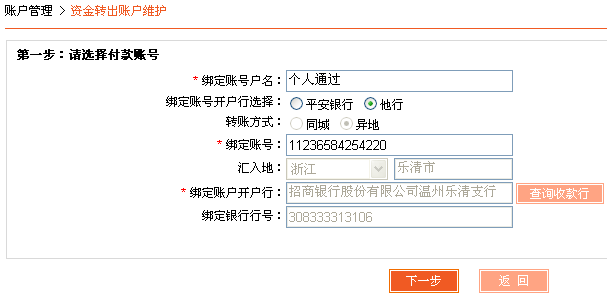 账户管理 > 资金转出账户维护
第一步：请选择付款账号
* 绑定账号户名： 个人通过
绑定账号开户行选择： 平安银行 他行
转账方式： 同城 异地
* 绑定账号： 11236584254220
汇入地： 浙江 乐清市
* 绑定账户开户行： 招商银行股份有限公司温州乐清支行 查询收款行
绑定银行行号： 308333313106
下一步 返 回